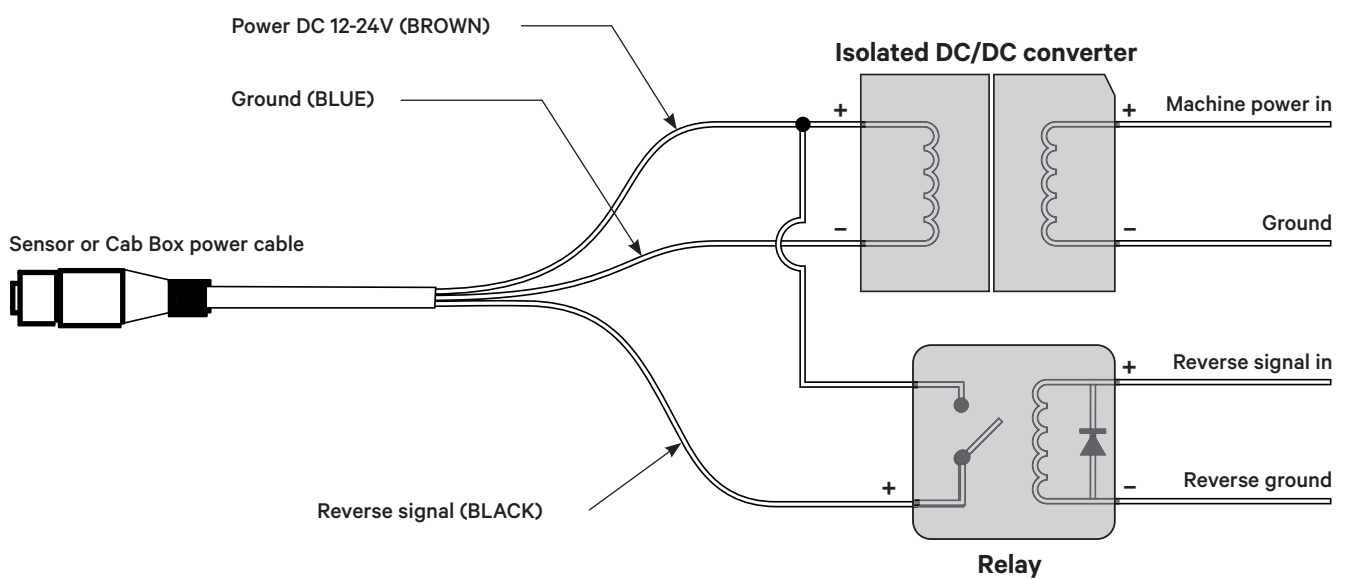 Power DC 12-24V (BROWN)
Isolated DC/DC converter
Ground (BLUE)
+
+
Machine power in
−
−
Ground
Sensor or Cab Box power cable
+
Reverse signal in
+
−
Reverse ground
Reverse signal (BLACK)
Relay